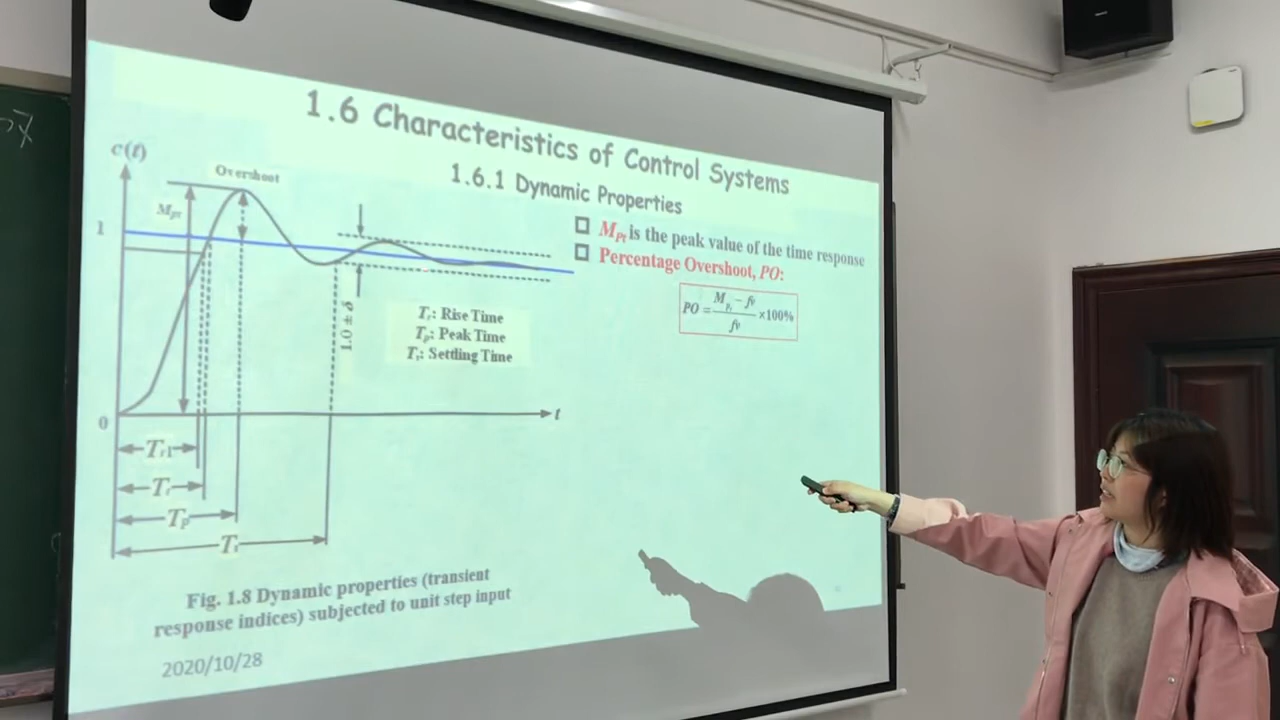 1.6 Characteristics of Control Systems
1.6.1 Dynamic Properties
c(t)
Overshoot
M_Pt
1
0
1.0 ± δ
T_r: Rise Time
T_p: Peak Time
T_s: Settling Time
t
T_r1
T_r
T_p
T_s
☐ M_Pt is the peak value of the time response
☐ Percentage Overshoot, PO:
PO = (M_Pt − fv) / fv ×100%
Fig. 1.8 Dynamic properties (transient
response indices) subjected to unit step input
2020/10/28